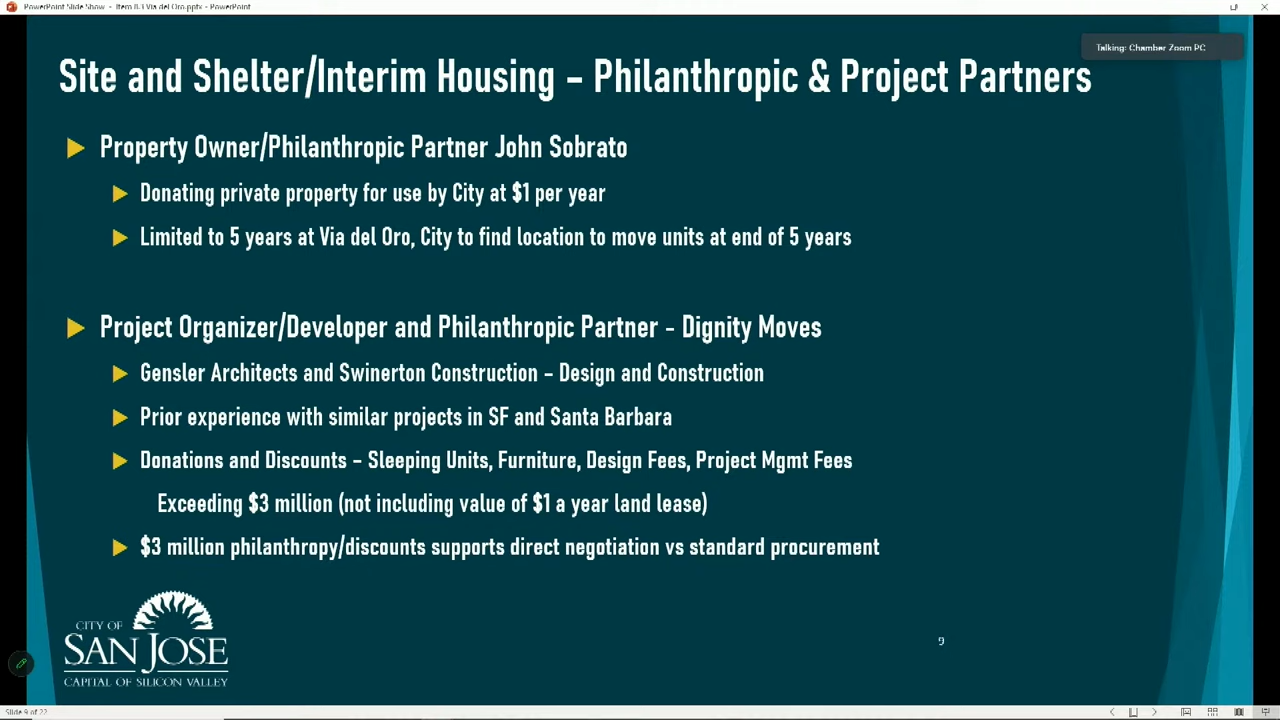 PowerPoint Slide Show - Item 8.3 Via del Oro.pptx - PowerPoint
Talking: Chamber Zoom PC
Site and Shelter/Interim Housing – Philanthropic & Project Partners
Property Owner/Philanthropic Partner John Sobrato
Donating private property for use by City at $1 per year
Limited to 5 years at Via del Oro, City to find location to move units at end of 5 years
Project Organizer/Developer and Philanthropic Partner - Dignity Moves
Gensler Architects and Swinerton Construction – Design and Construction
Prior experience with similar projects in SF and Santa Barbara
Donations and Discounts – Sleeping Units, Furniture, Design Fees, Project Mgmt Fees
Exceeding $3 million (not including value of $1 a year land lease)
$3 million philanthropy/discounts supports direct negotiation vs standard procurement
CITY OF
SAN JOSE
CAPITAL OF SILICON VALLEY
9
Slide 9 of 22